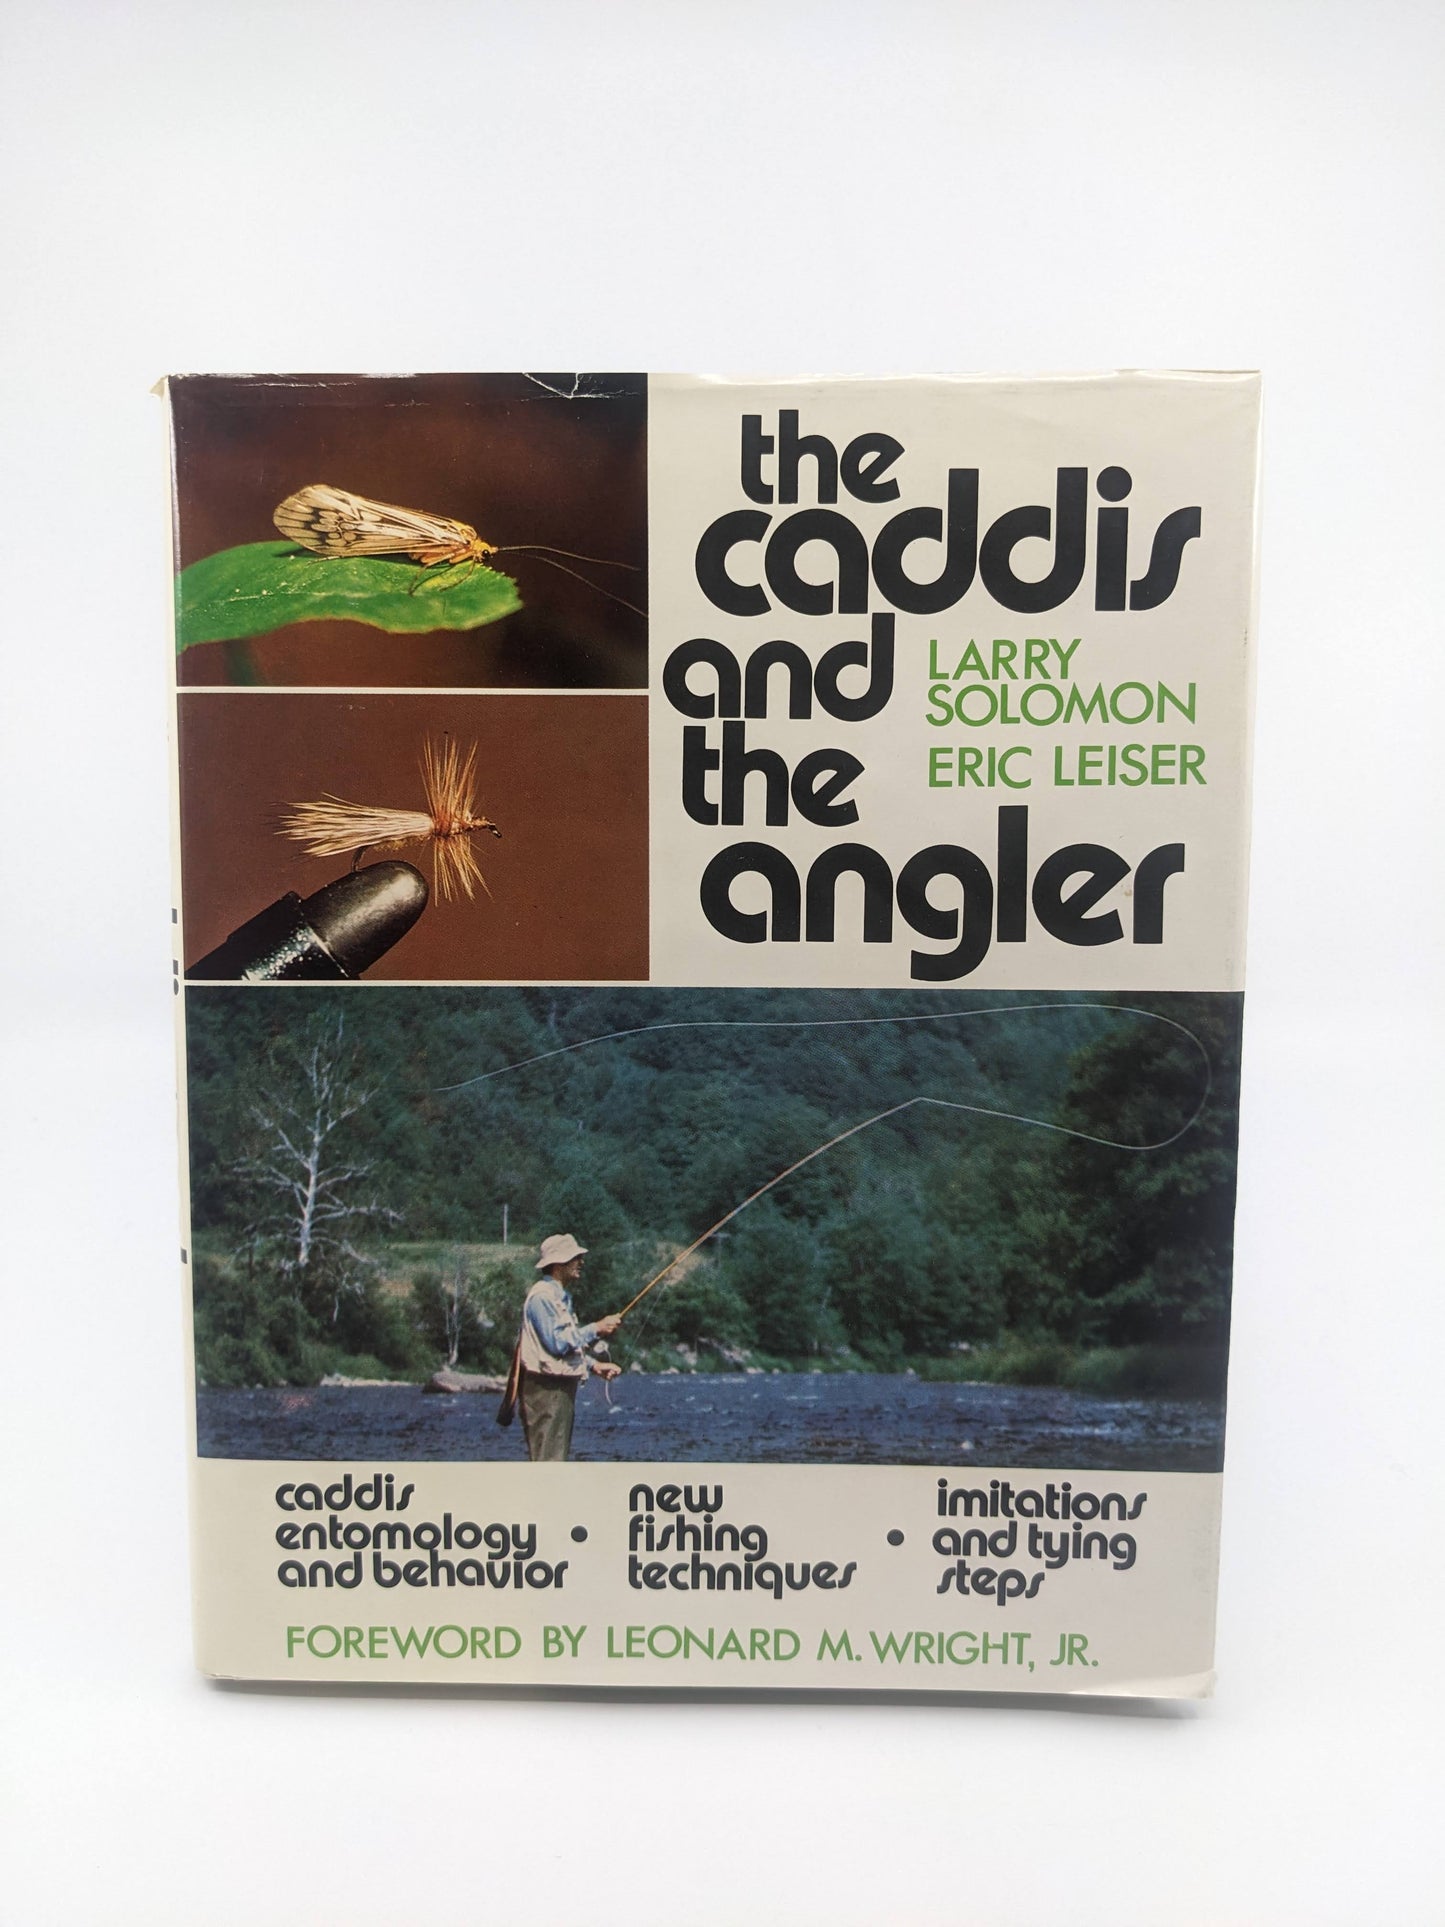 the
caddis
and
the
angler
LARRY
SOLOMON
ERIC LEISER
caddis
entomology
and behavior
•
new
fishing
techniques
•
imitations
and tying
steps
FOREWORD BY LEONARD M. WRIGHT, JR.